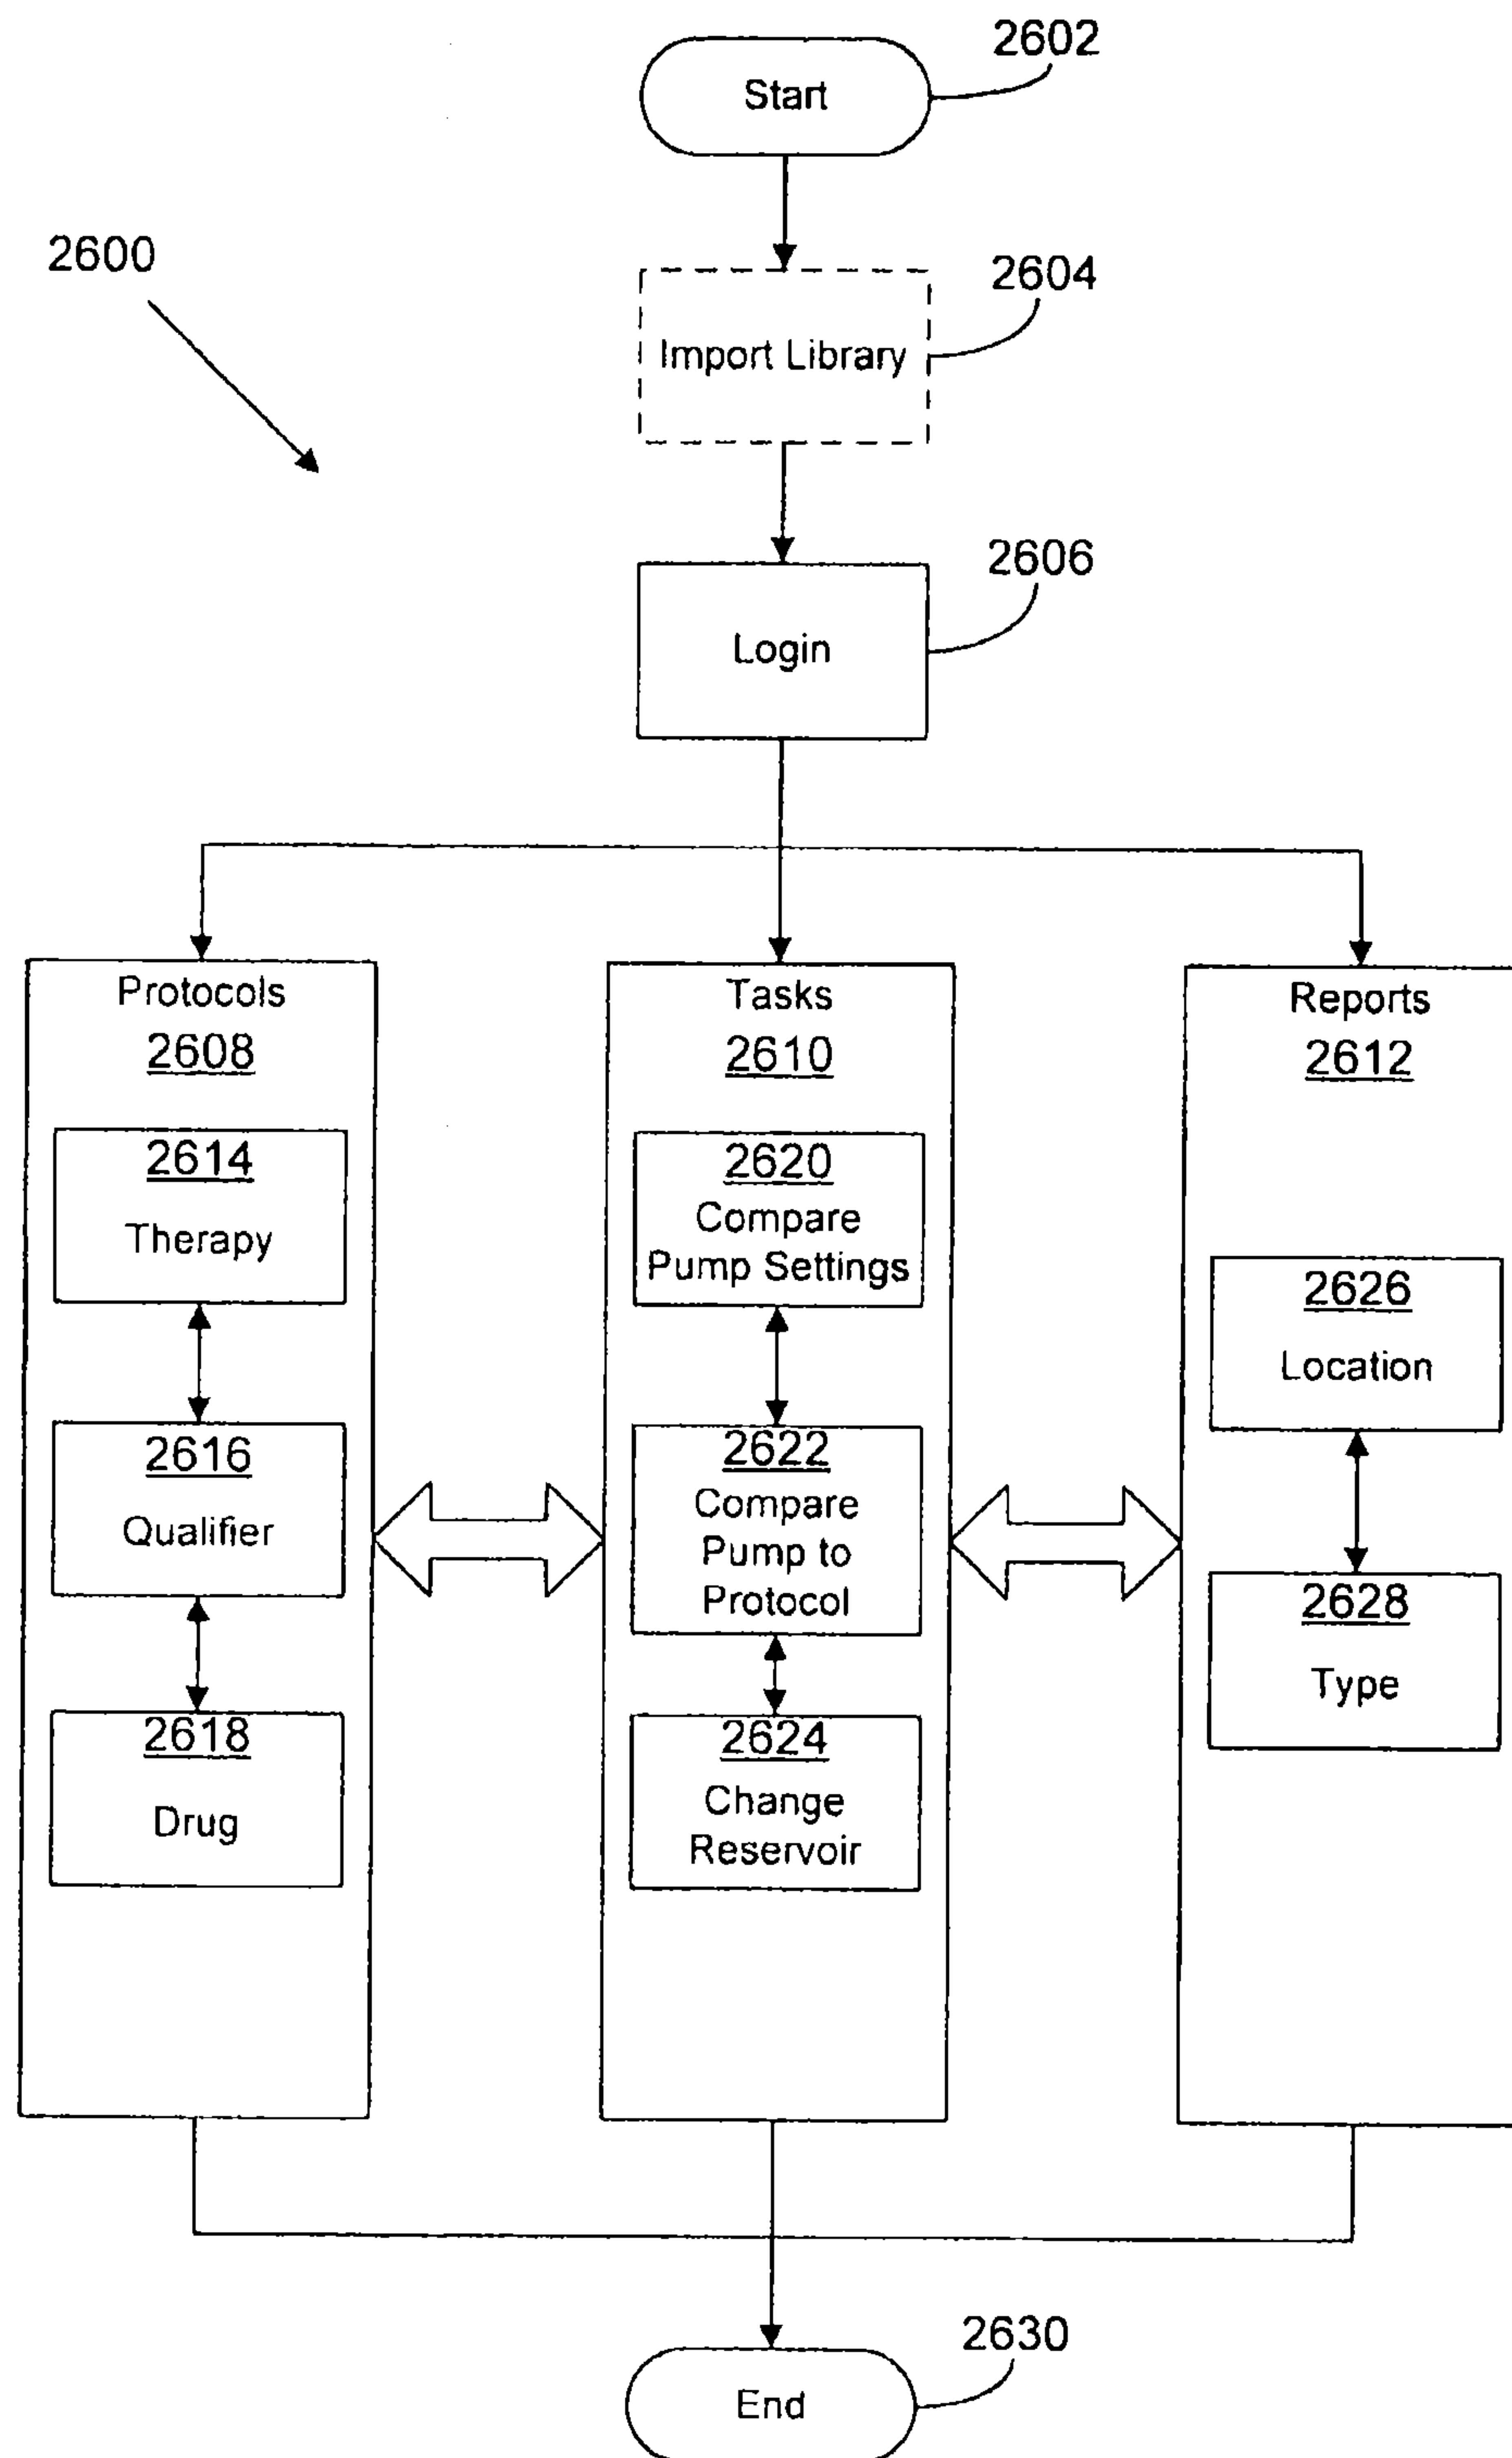 2602
Start
2600
2604
Import Library
2606
Login
Protocols
2608
2614
Therapy
2616
Qualifier
2618
Drug
Tasks
2610
2620
Compare
Pump Settings
2622
Compare
Pump to
Protocol
2624
Change
Reservoir
Reports
2612
2626
Location
2628
Type
2630
End